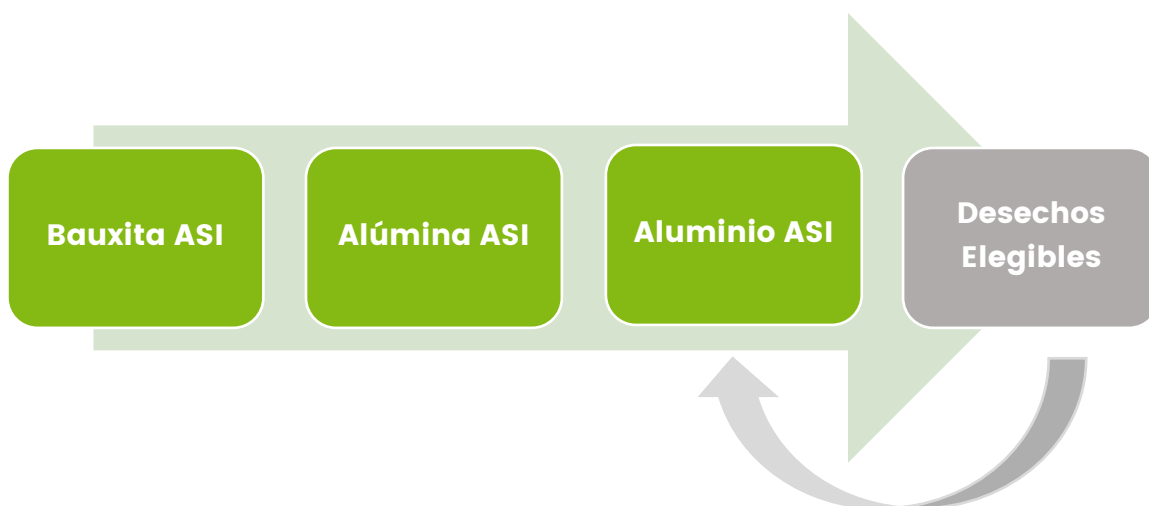 Bauxita ASI
Alúmina ASI
Aluminio ASI
Desechos
Elegibles